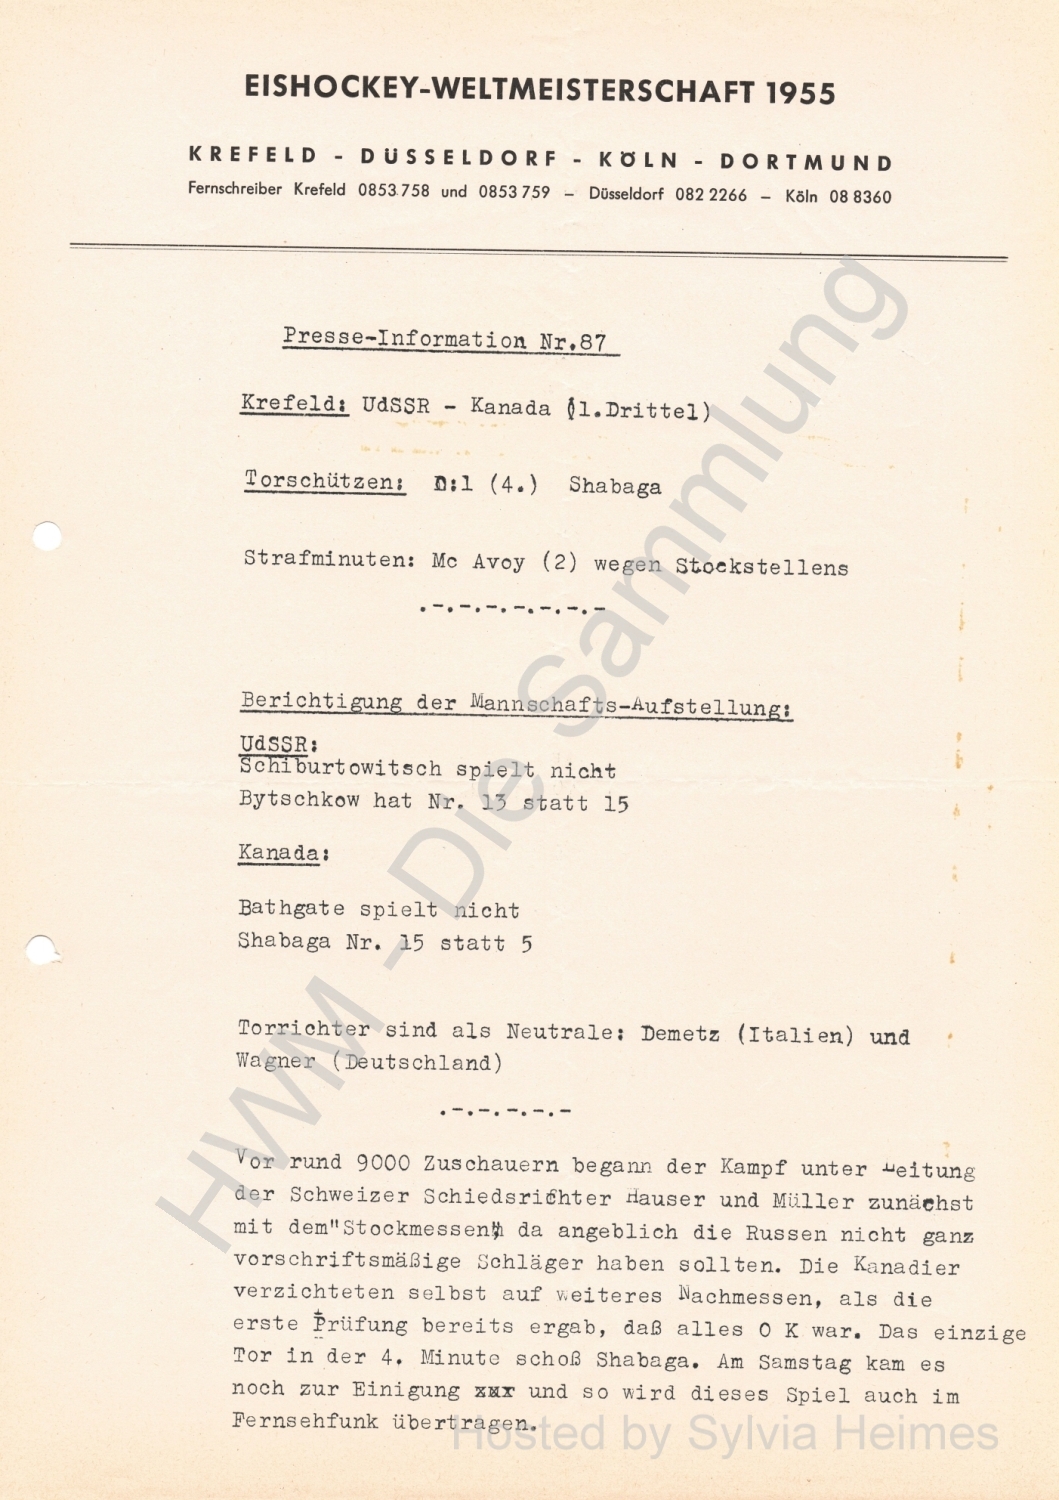 EISHOCKEY-WELTMEISTERSCHAFT 1955
KREFELD - DÜSSELDORF - KÖLN - DORTMUND
Fernschreiber Krefeld 0853 758 und 0853 759 – Düsseldorf 082 2266 – Köln 08 8360
Presse-Information Nr.87
Krefeld: UdSSR - Kanada (1.Drittel)
Torschützen: 0:1 (4.) Shabaga
Strafminuten: Mc Avoy (2) wegen Stockstellens
.-.-.-.-.-.-.-
Berichtigung der Mannschafts-Aufstellung:
UdSSR:
Schiburtowitsch spielt nicht
Bytschkow hat Nr. 13 statt 15
Kanada:
Bathgate spielt nicht
Shabaga Nr. 15 statt 5
Torrichter sind als Neutrale: Demetz (Italien) und
Wagner (Deutschland)
.-.-.-.-.-
Vor rund 9000 Zuschauern begann der Kampf unter Leitung
der Schweizer Schiedsrichter Hauser und Müller zunächst
mit dem"Stockmessen", da angeblich die Russen nicht ganz
vorschriftsmäßige Schläger haben sollten. Die Kanadier
verzichteten selbst auf weiteres Nachmessen, als die
erste Prüfung bereits ergab, daß alles O K war. Das einzige
Tor in der 4. Minute schoß Shabaga. Am Samstag kam es
noch zur Einigung xxx und so wird dieses Spiel auch im
Fernsehfunk übertragen.
HWM - Die Sammlung
Hosted by Sylvia Heimes